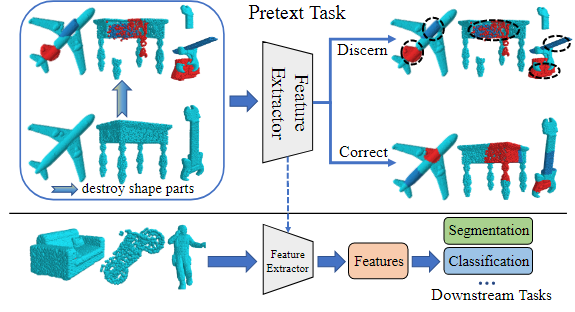 Pretext Task
Discern
Feature
Extractor
Correct
destroy shape parts
Feature
Extractor
Features
Segmentation
Classification
...
Downstream Tasks